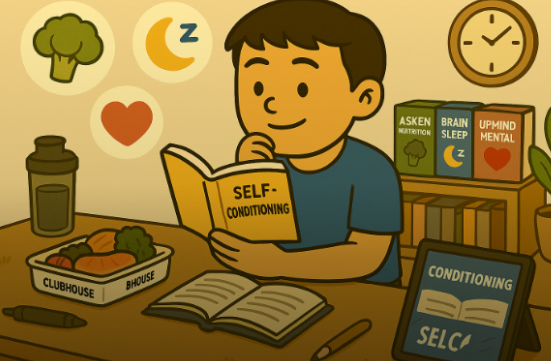 ASKEN
NUTRITION
BRAIN
SLEEP
UPMIND
MENTAL
SELF-
CONDITIONING
CLUBHOUSE
BHOUSE
CONDITIONING
SELC
Z
Z